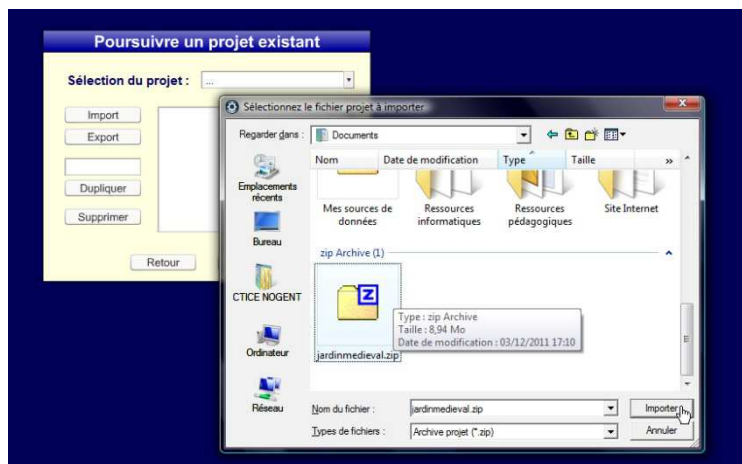 Poursuivre un projet existant
Sélection du projet : ...
Import
Export
Dupliquer
Supprimer
Retour
Sélectionnez le fichier projet à importer
Regarder dans : Documents
Nom Date de modification Type Taille »
Emplacements récents
Bureau
CTICE NOGENT
Ordinateur
Réseau
Mes sources de données
Ressources informatiques
Ressources pédagogiques
Site Internet
zip Archive (1)
Z
jardinmedieval.zip
Type : zip Archive
Taille : 8,94 Mo
Date de modification : 03/12/2011 17:10
Nom du fichier : jardinmedieval.zip Importer
Types de fichiers : Archive projet (*.zip) Annuler